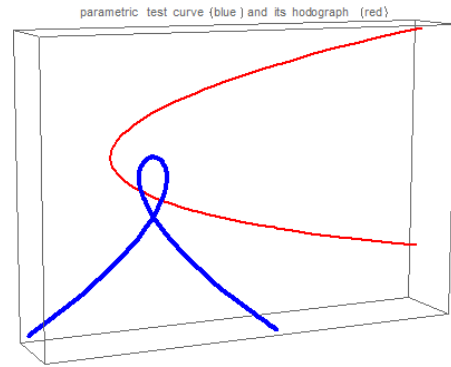 parametric test curve {blue } and its hodograph {red}